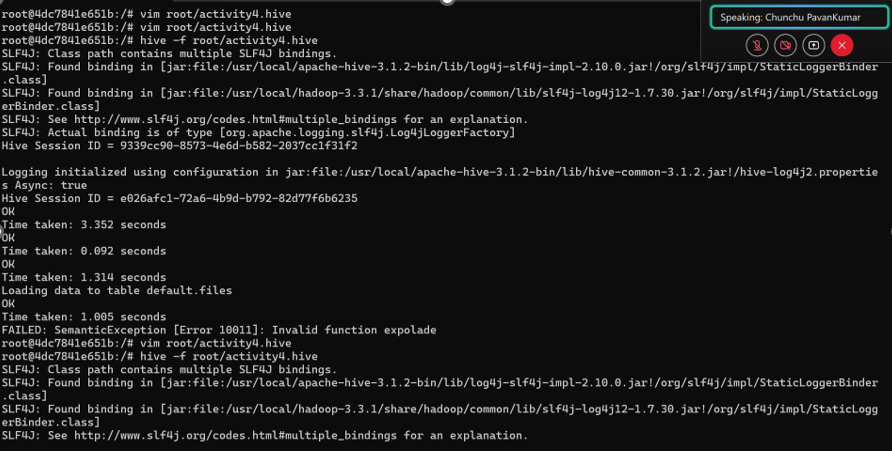 root@4dc7841e651b:/# vim root/activity4.hive
root@4dc7841e651b:/# vim root/activity4.hive
root@4dc7841e651b:/# hive -f root/activity4.hive
Speaking: Chunchu PavanKumar
SLF4J: Class path contains multiple SLF4J bindings.
SLF4J: Found binding in [jar:file:/usr/local/apache-hive-3.1.2-bin/lib/log4j-slf4j-impl-2.10.0.jar!/org/slf4j/impl/StaticLoggerBinder
.class]
SLF4J: Found binding in [jar:file:/usr/local/hadoop-3.3.1/share/hadoop/common/lib/slf4j-log4j12-1.7.30.jar!/org/slf4j/impl/StaticLogg
erBinder.class]
SLF4J: See http://www.slf4j.org/codes.html#multiple_bindings for an explanation.
SLF4J: Actual binding is of type [org.apache.logging.slf4j.Log4jLoggerFactory]
Hive Session ID = 9339cc90-8573-4e6d-b582-2037cc1f31f2
Logging initialized using configuration in jar:file:/usr/local/apache-hive-3.1.2-bin/lib/hive-common-3.1.2.jar!/hive-log4j2.propertie
s Async: true
Hive Session ID = e026afc1-72a6-4b9d-b792-82d77f6b6235
OK
Time taken: 3.352 seconds
OK
Time taken: 0.092 seconds
OK
Time taken: 1.314 seconds
Loading data to table default.files
OK
Time taken: 1.005 seconds
FAILED: SemanticException [Error 10011]: Invalid function expolade
root@4dc7841e651b:/# vim root/activity4.hive
root@4dc7841e651b:/# hive -f root/activity4.hive
SLF4J: Class path contains multiple SLF4J bindings.
SLF4J: Found binding in [jar:file:/usr/local/apache-hive-3.1.2-bin/lib/log4j-slf4j-impl-2.10.0.jar!/org/slf4j/impl/StaticLoggerBinder
.class]
SLF4J: Found binding in [jar:file:/usr/local/hadoop-3.3.1/share/hadoop/common/lib/slf4j-log4j12-1.7.30.jar!/org/slf4j/impl/StaticLogg
erBinder.class]
SLF4J: See http://www.slf4j.org/codes.html#multiple_bindings for an explanation.